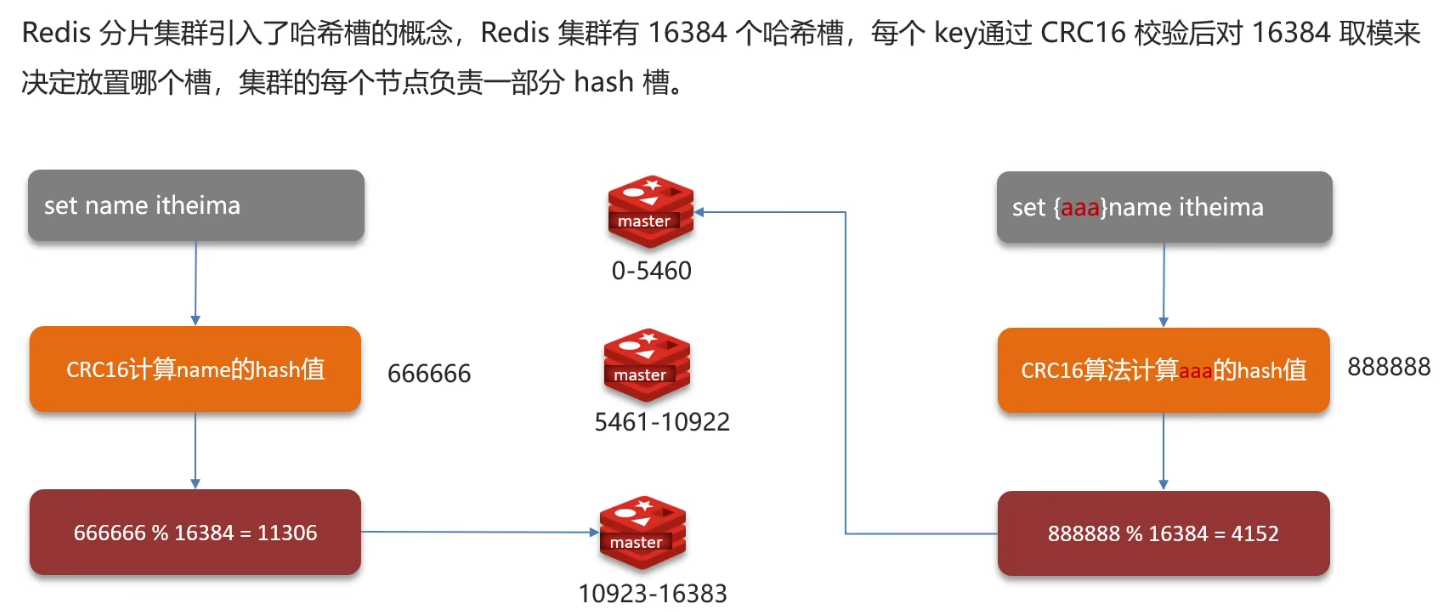 Redis 分片集群引入了哈希槽的概念，Redis 集群有 16384 个哈希槽，每个 key通过 CRC16 校验后对 16384 取模来
决定放置哪个槽，集群的每个节点负责一部分 hash 槽。
set name itheima
CRC16计算name的hash值
666666
666666 % 16384 = 11306
master
0-5460
master
5461-10922
master
10923-16383
set {aaa}name itheima
CRC16算法计算aaa的hash值
888888
888888 % 16384 = 4152